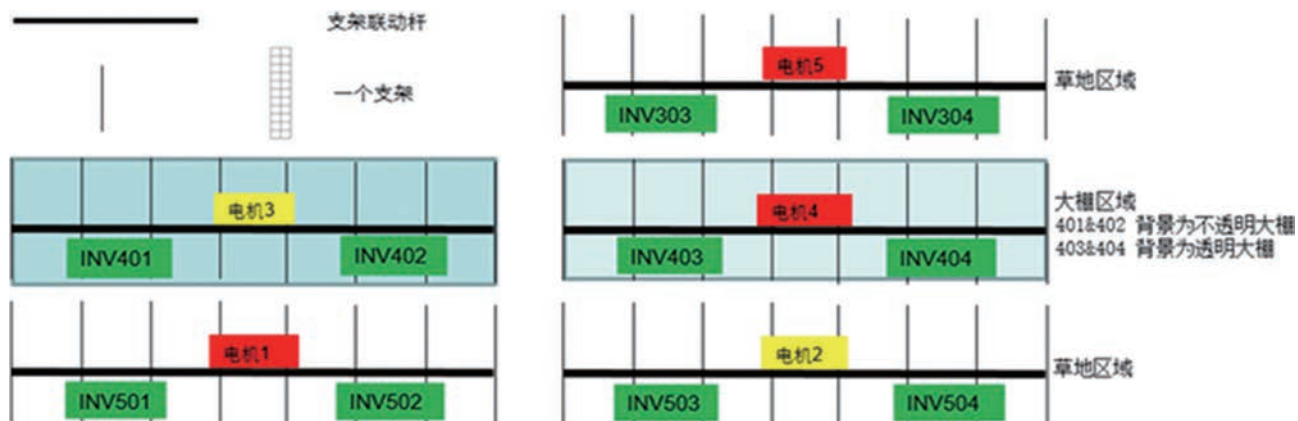 支架联动杆
一个支架
电机5
INV303
INV304
草地区域
电机3
INV401
INV402
电机4
INV403
INV404
大棚区域
401&402 背景为不透明大棚
403&404 背景为透明大棚
电机1
INV501
INV502
电机2
INV503
INV504
草地区域